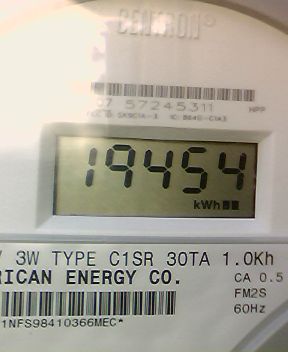 CENTRON®
57245311 HPP
19454
kWh
3W TYPE C1SR 30TA 1.0Kh
RICAN ENERGY CO. CA 0.5
FM2S
1NFS98410366MEC* 60Hz